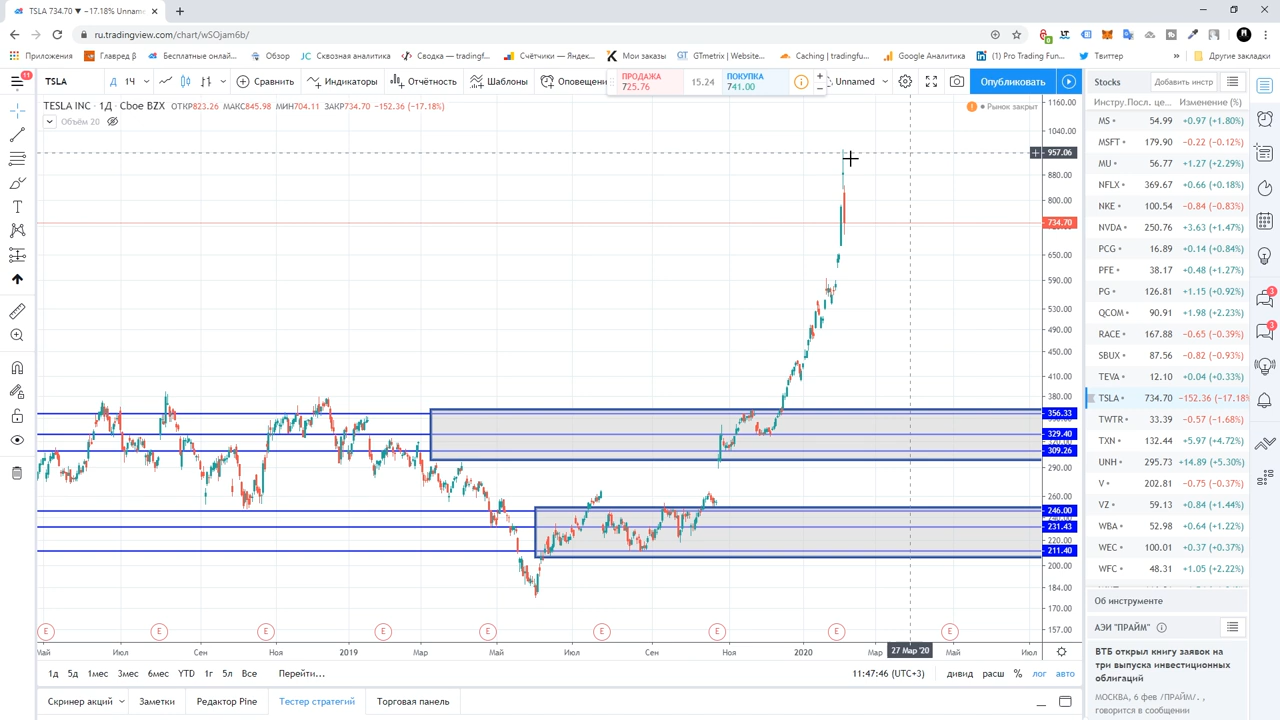 TSLA 734.70 ▼ −17.18% Unname
ru.tradingview.com/chart/wSOjam6b/
Приложения
Главред β
Бесплатные онлай...
Обзор
Сквозная аналити...
Сводка — tradingf...
Счётчики — Яндек...
Мои заказы
GTmetrix | Website...
Caching | tradingfu...
Google Аналитика
(1) Pro Trading Fun...
Твиттер
Другие закладки
11
TSLA
Д
1Ч
Сравнить
Индикаторы
Отчётность
Шаблоны
Оповещени
ПРОДАЖА
725.76
15.24
ПОКУПКА
741.00
Unnamed
Опубликовать
Stocks
Добавить инстр
TESLA INC · 1Д · Cboe BZX ОТКР823.26 МАКС845.98 МИН704.11 ЗАКР734.70 −152.36 (−17.18%)
Объём 20
Рынок закрыт
1160.00
1040.00
957.06
880.00
800.00
734.70
650.00
590.00
530.00
490.00
450.00
410.00
380.00
356.33
329.40
309.26
290.00
260.00
246.00
231.43
220.00
211.40
200.00
184.00
170.00
157.00
Инстру.
Посл. це...
Изменение (%)
MS 54.99 +0.97 (+1.80%)
MSFT 179.90 −0.22 (−0.12%)
MU 56.77 +1.27 (+2.29%)
NFLX 369.67 +0.66 (+0.18%)
NKE 100.54 −0.84 (−0.83%)
NVDA 250.76 +3.63 (+1.47%)
PCG 16.89 +0.14 (+0.84%)
PFE 38.17 +0.48 (+1.27%)
PG 126.81 +1.15 (+0.92%)
QCOM 90.91 +1.98 (+2.23%)
RACE 167.88 −0.65 (−0.39%)
SBUX 87.56 −0.82 (−0.93%)
TEVA 12.10 +0.04 (+0.33%)
TSLA 734.70 −152.36 (−17.18%
TWTR 33.39 −0.57 (−1.68%)
TXN 132.44 +5.97 (+4.72%)
UNH 295.73 +14.89 (+5.30%)
V 202.81 −0.75 (−0.37%)
VZ 59.13 +0.84 (+1.44%)
WBA 52.98 +0.64 (+1.22%)
WEC 100.01 +0.37 (+0.37%)
WFC 48.31 +1.05 (+2.22%)
3
3
Об инструменте
АЭИ "ПРАЙМ"
ВТБ открыл книгу заявок на
три выпуска инвестиционных
облигаций
МОСКВА, 6 фев /ПРАЙМ/. ,
говорится в сообщении
E E E E E E E E E
Май Июл Сен Ноя 2019 Мар Май Июл Сен Ноя 2020 Мар 27 Мар '20 Май Июл
1д 5д 1мес 3мес 6мес YTD 1г 5г Все Перейти...
11:47:46 (UTC+3) дивид расш % лог авто
Скринер акций Заметки Редактор Pine Тестер стратегий Торговая панель